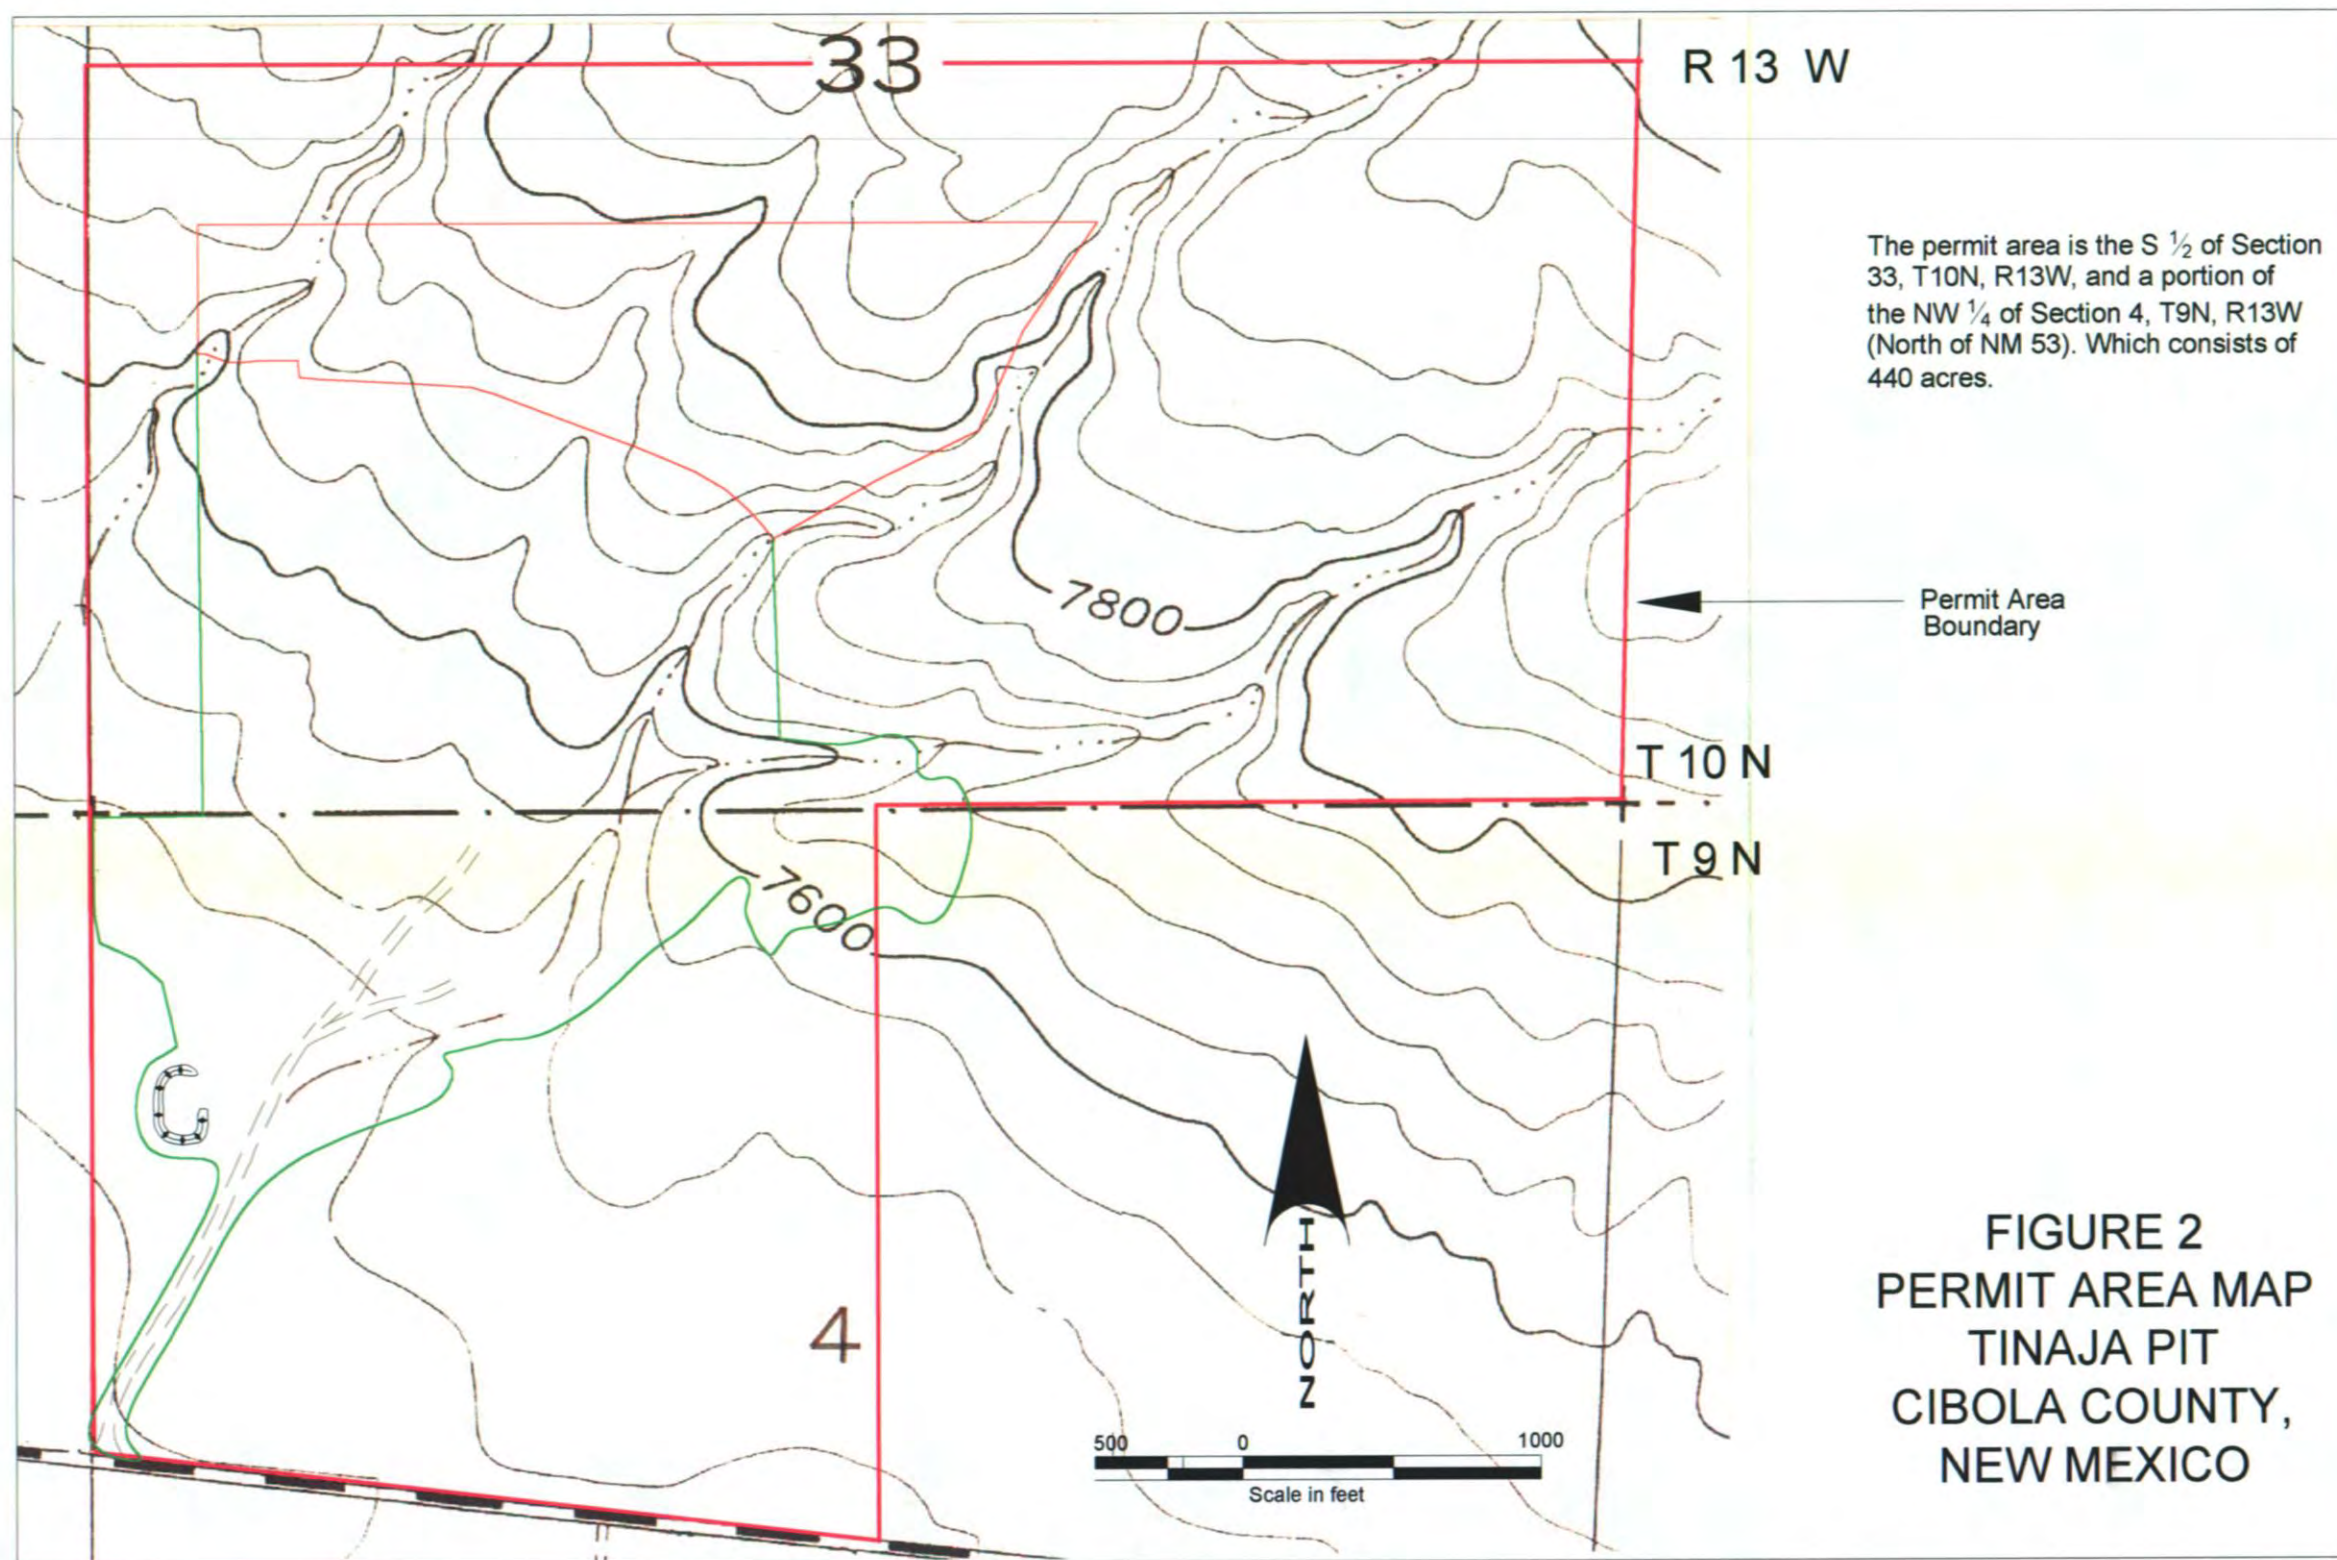 33
R 13 W
The permit area is the S ½ of Section
33, T10N, R13W, and a portion of
the NW ¼ of Section 4, T9N, R13W
(North of NM 53). Which consists of
440 acres.
7800
Permit Area
Boundary
T 10 N
T 9 N
7600
4
NORTH
500 0 1000
Scale in feet
FIGURE 2
PERMIT AREA MAP
TINAJA PIT
CIBOLA COUNTY,
NEW MEXICO